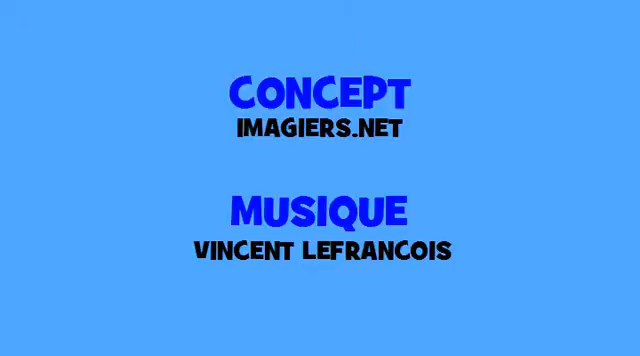 CONCEPT
IMAGIERS.NET
MUSIQUE
VINCENT LEFRANCOIS